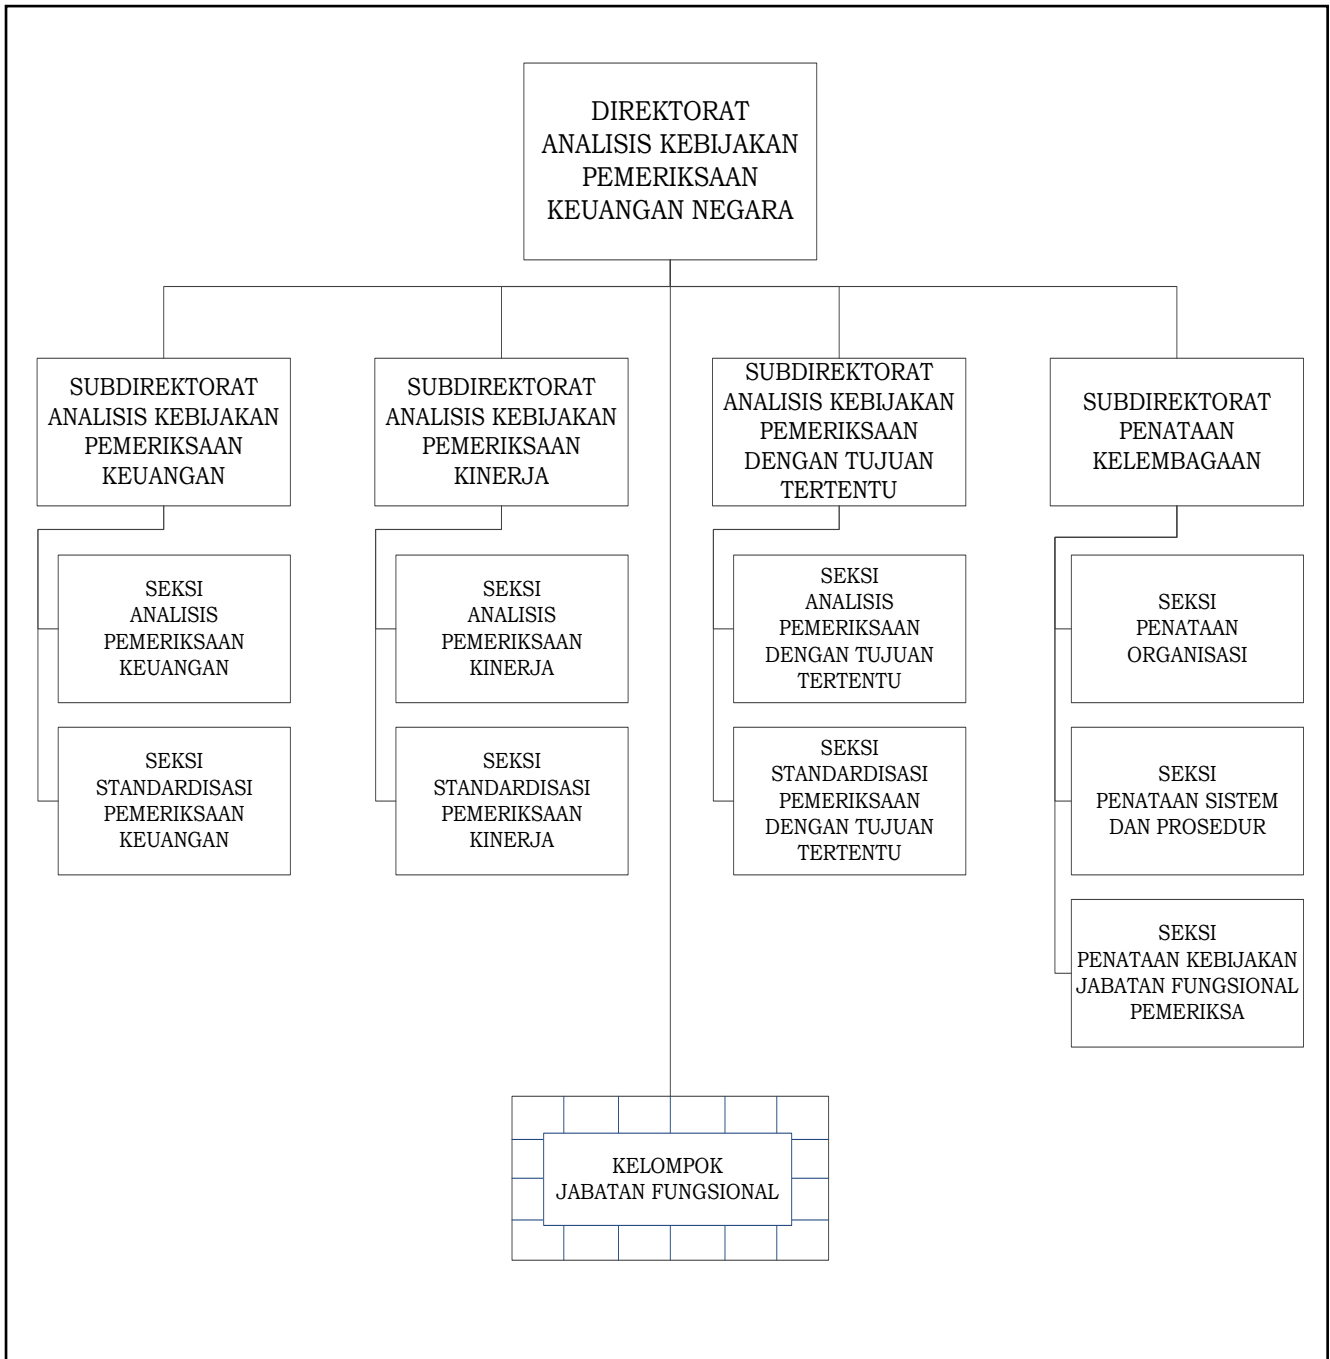 DIREKTORAT
ANALISIS KEBIJAKAN
PEMERIKSAAN
KEUANGAN NEGARA
SUBDIREKTORAT
ANALISIS KEBIJAKAN
PEMERIKSAAN
KEUANGAN
SUBDIREKTORAT
ANALISIS KEBIJAKAN
PEMERIKSAAN
KINERJA
SUBDIREKTORAT
ANALISIS KEBIJAKAN
PEMERIKSAAN
DENGAN TUJUAN
TERTENTU
SUBDIREKTORAT
PENATAAN
KELEMBAGAAN
SEKSI
ANALISIS
PEMERIKSAAN
KEUANGAN
SEKSI
ANALISIS
PEMERIKSAAN
KINERJA
SEKSI
ANALISIS
PEMERIKSAAN
DENGAN TUJUAN
TERTENTU
SEKSI
PENATAAN
ORGANISASI
SEKSI
STANDARDISASI
PEMERIKSAAN
KEUANGAN
SEKSI
STANDARDISASI
PEMERIKSAAN
KINERJA
SEKSI
STANDARDISASI
PEMERIKSAAN
DENGAN TUJUAN
TERTENTU
SEKSI
PENATAAN SISTEM
DAN PROSEDUR
SEKSI
PENATAAN KEBIJAKAN
JABATAN FUNGSIONAL
PEMERIKSA
KELOMPOK
JABATAN FUNGSIONAL